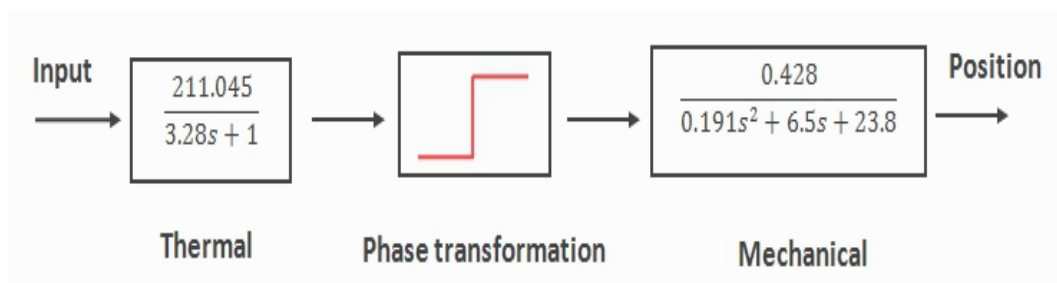 Input
211.045
3.28s + 1
0.428
0.191s² + 6.5s + 23.8
Position
Thermal
Phase transformation
Mechanical